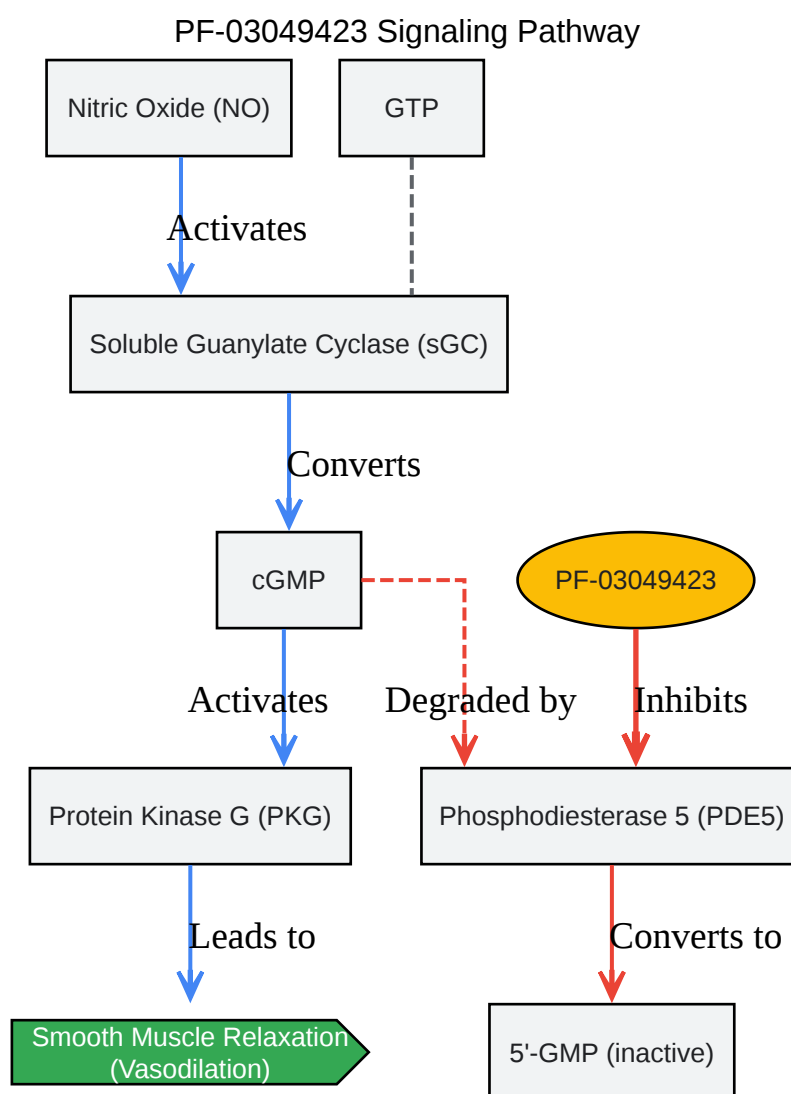 PF-03049423 Signaling Pathway
Nitric Oxide (NO)
GTP
Activates
Soluble Guanylate Cyclase (sGC)
Converts
cGMP
PF-03049423
Activates
Degraded by
Inhibits
Protein Kinase G (PKG)
Phosphodiesterase 5 (PDE5)
Leads to
Converts to
Smooth Muscle Relaxation
(Vasodilation)
5'-GMP (inactive)